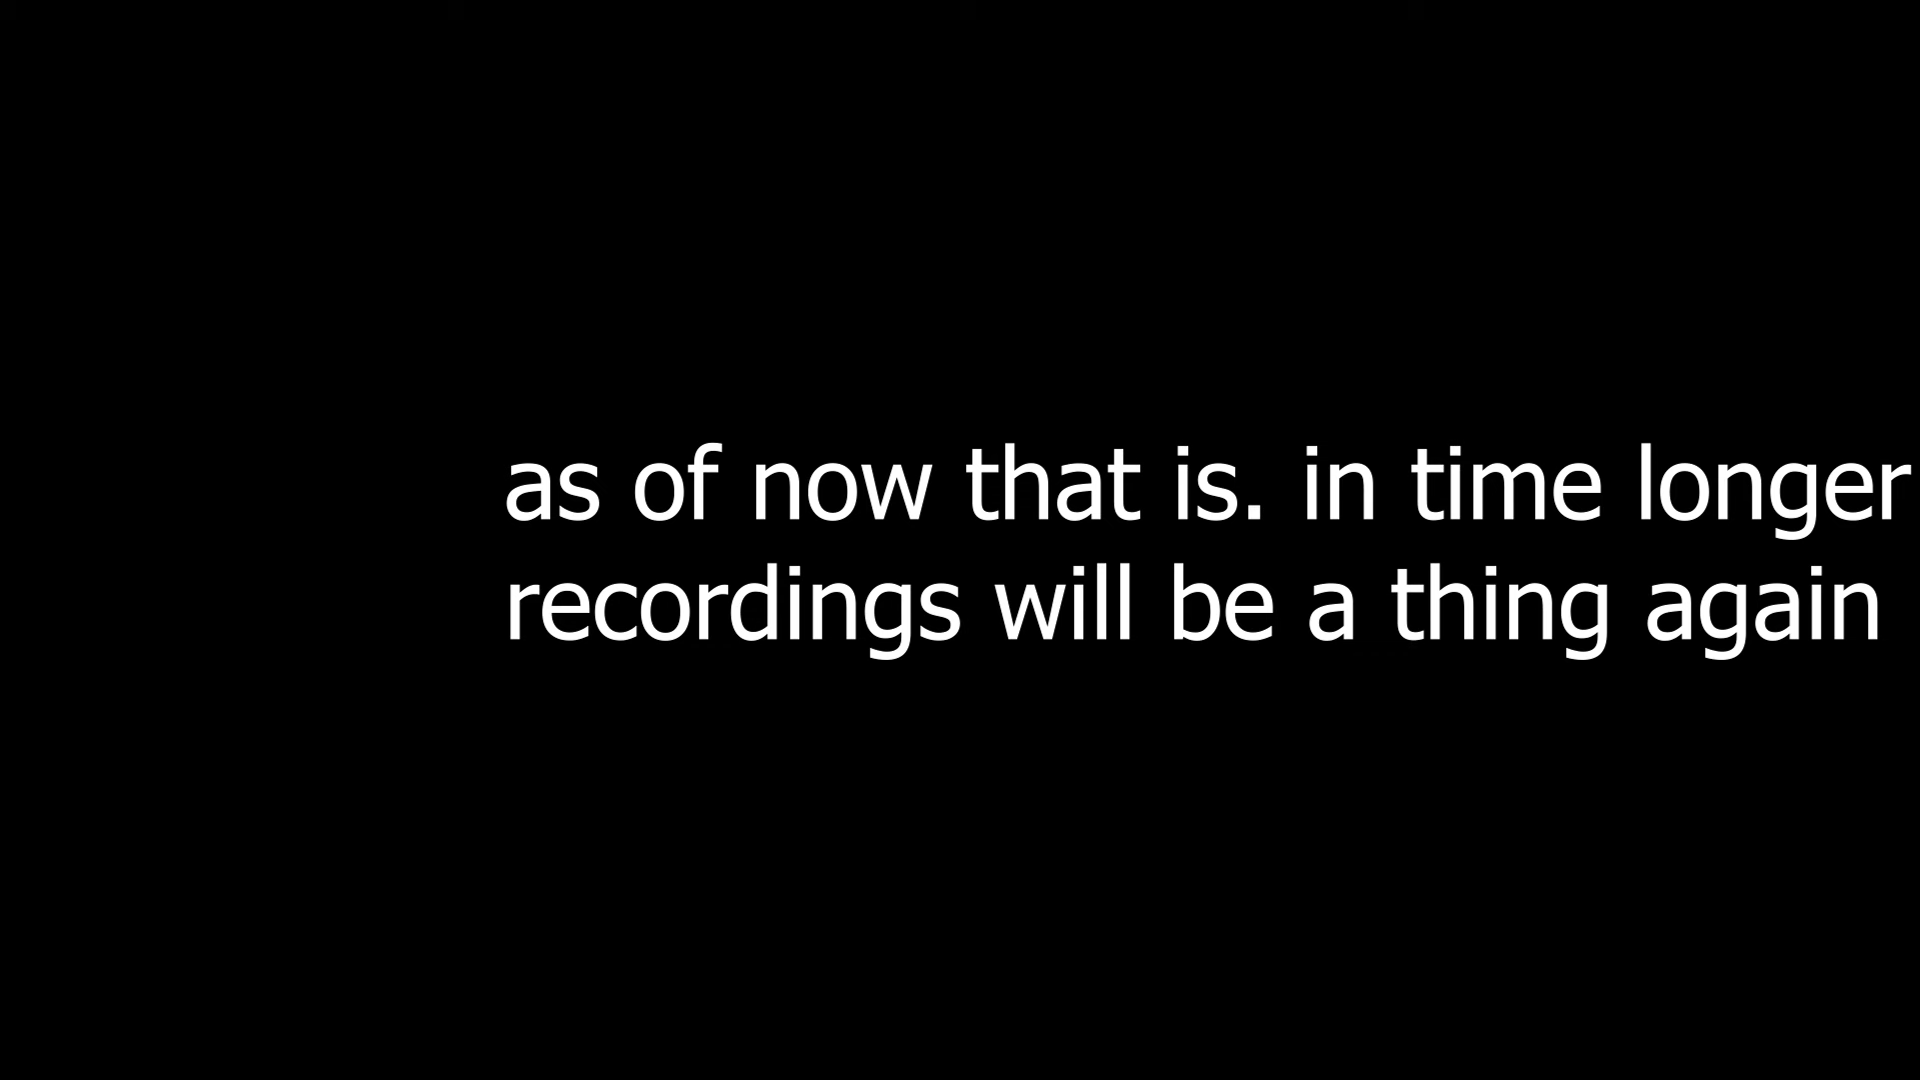 as of now that is. in time longer
recordings will be a thing again